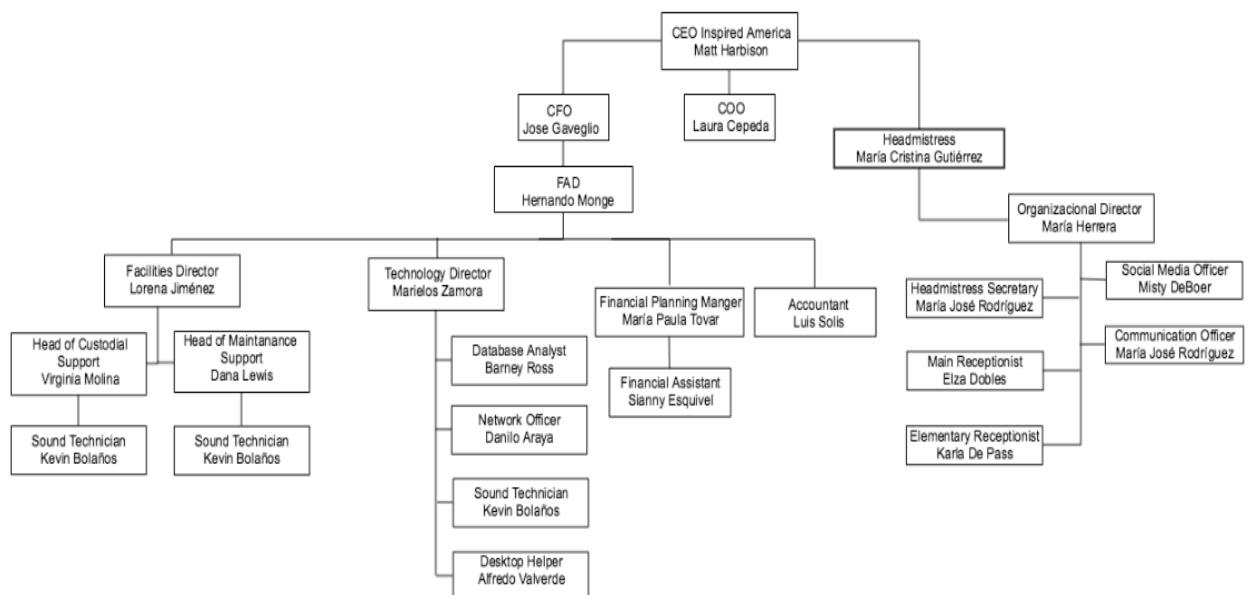 CEO Inspired America
Matt Harbison
CFO
Jose Gaveglio
COO
Laura Cepeda
Headmistress
María Cristina Gutiérrez
FAD
Hernando Monge
Organizacional Director
María Herrera
Facilities Director
Lorena Jiménez
Technology Director
Marielos Zamora
Financial Planning Manger
María Paula Tovar
Accountant
Luis Solis
Headmistress Secretary
María José Rodríguez
Social Media Officer
Misty DeBoer
Head of Custodial
Support
Virginia Molina
Head of Maintanance
Support
Dana Lewis
Database Analyst
Barney Ross
Financial Assistant
Sianny Esquivel
Main Receptionist
Elza Dobles
Communication Officer
María José Rodríguez
Sound Technician
Kevin Bolaños
Sound Technician
Kevin Bolaños
Network Officer
Danilo Araya
Elementary Receptionist
Karla De Pass
Sound Technician
Kevin Bolaños
Desktop Helper
Alfredo Valverde